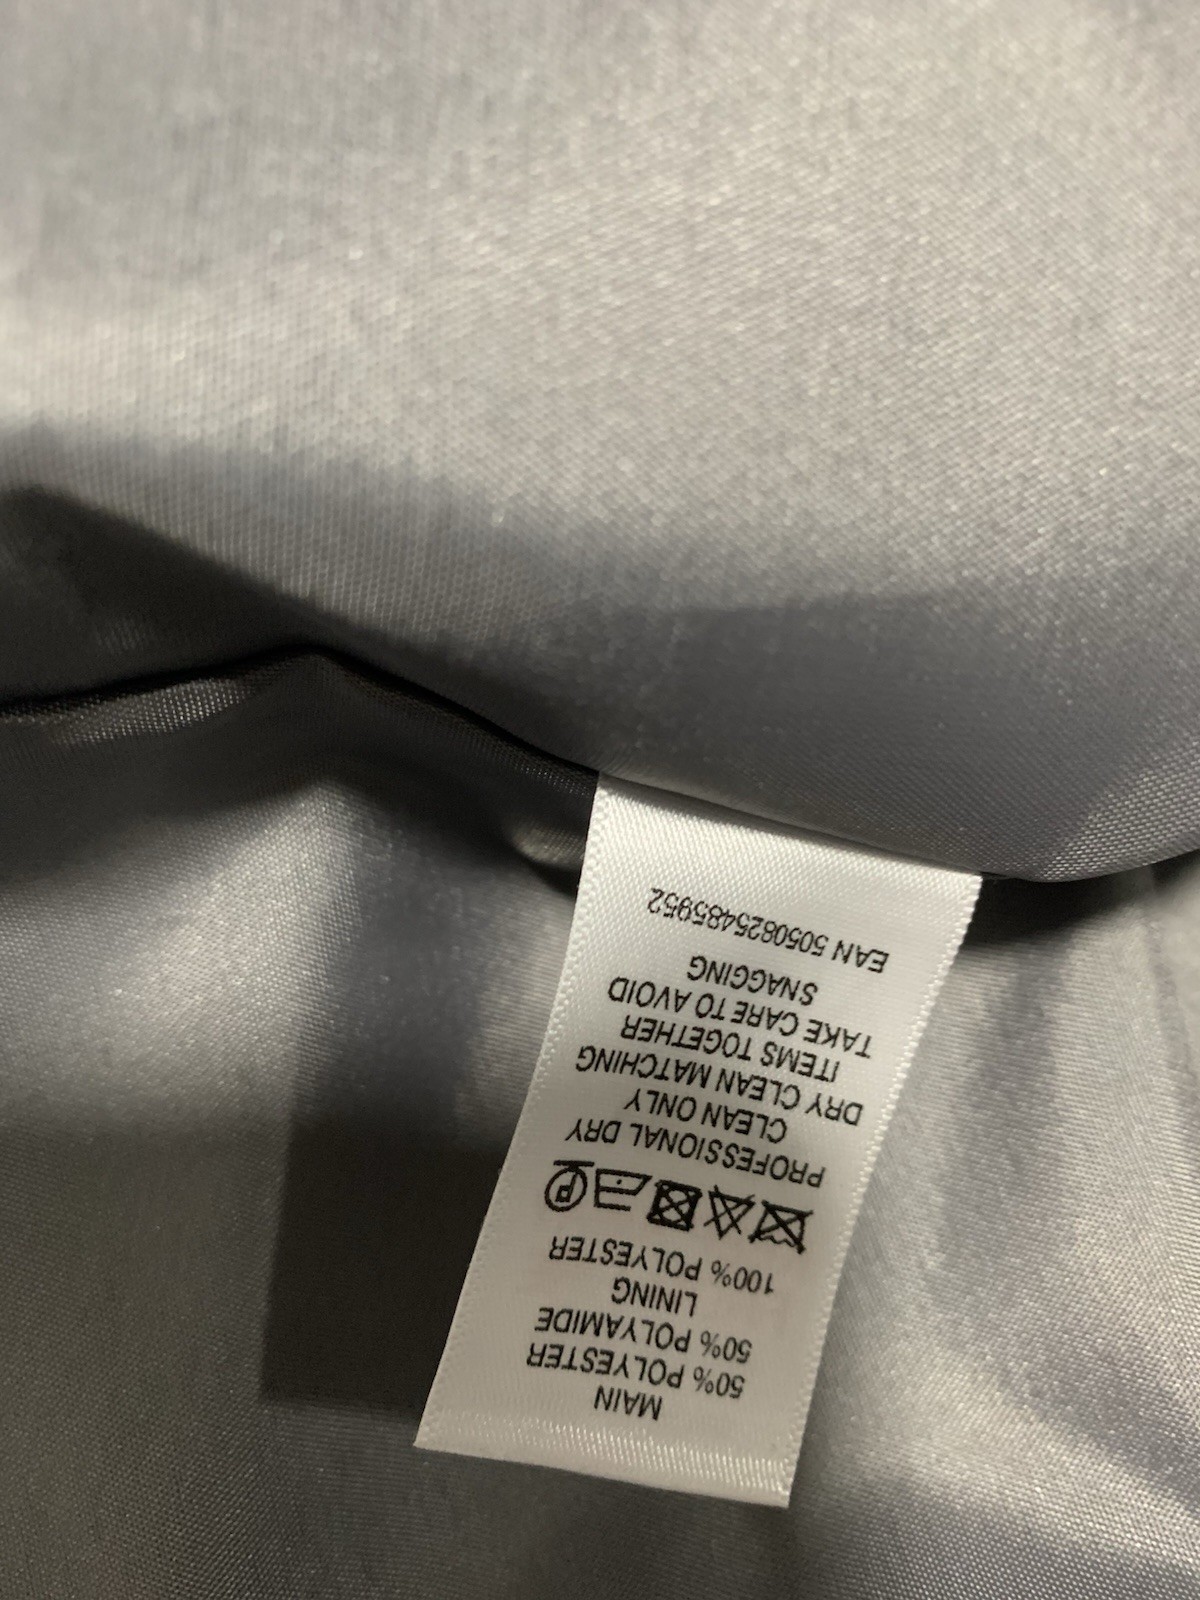 MAIN
50% POLYESTER
50% POLYAMIDE
LINING
100% POLYESTER
PROFESSIONAL DRY
CLEAN ONLY
DRY CLEAN MATCHING
ITEMS TOGETHER
TAKE CARE TO AVOID
SNAGGING
EAN 5050825485952